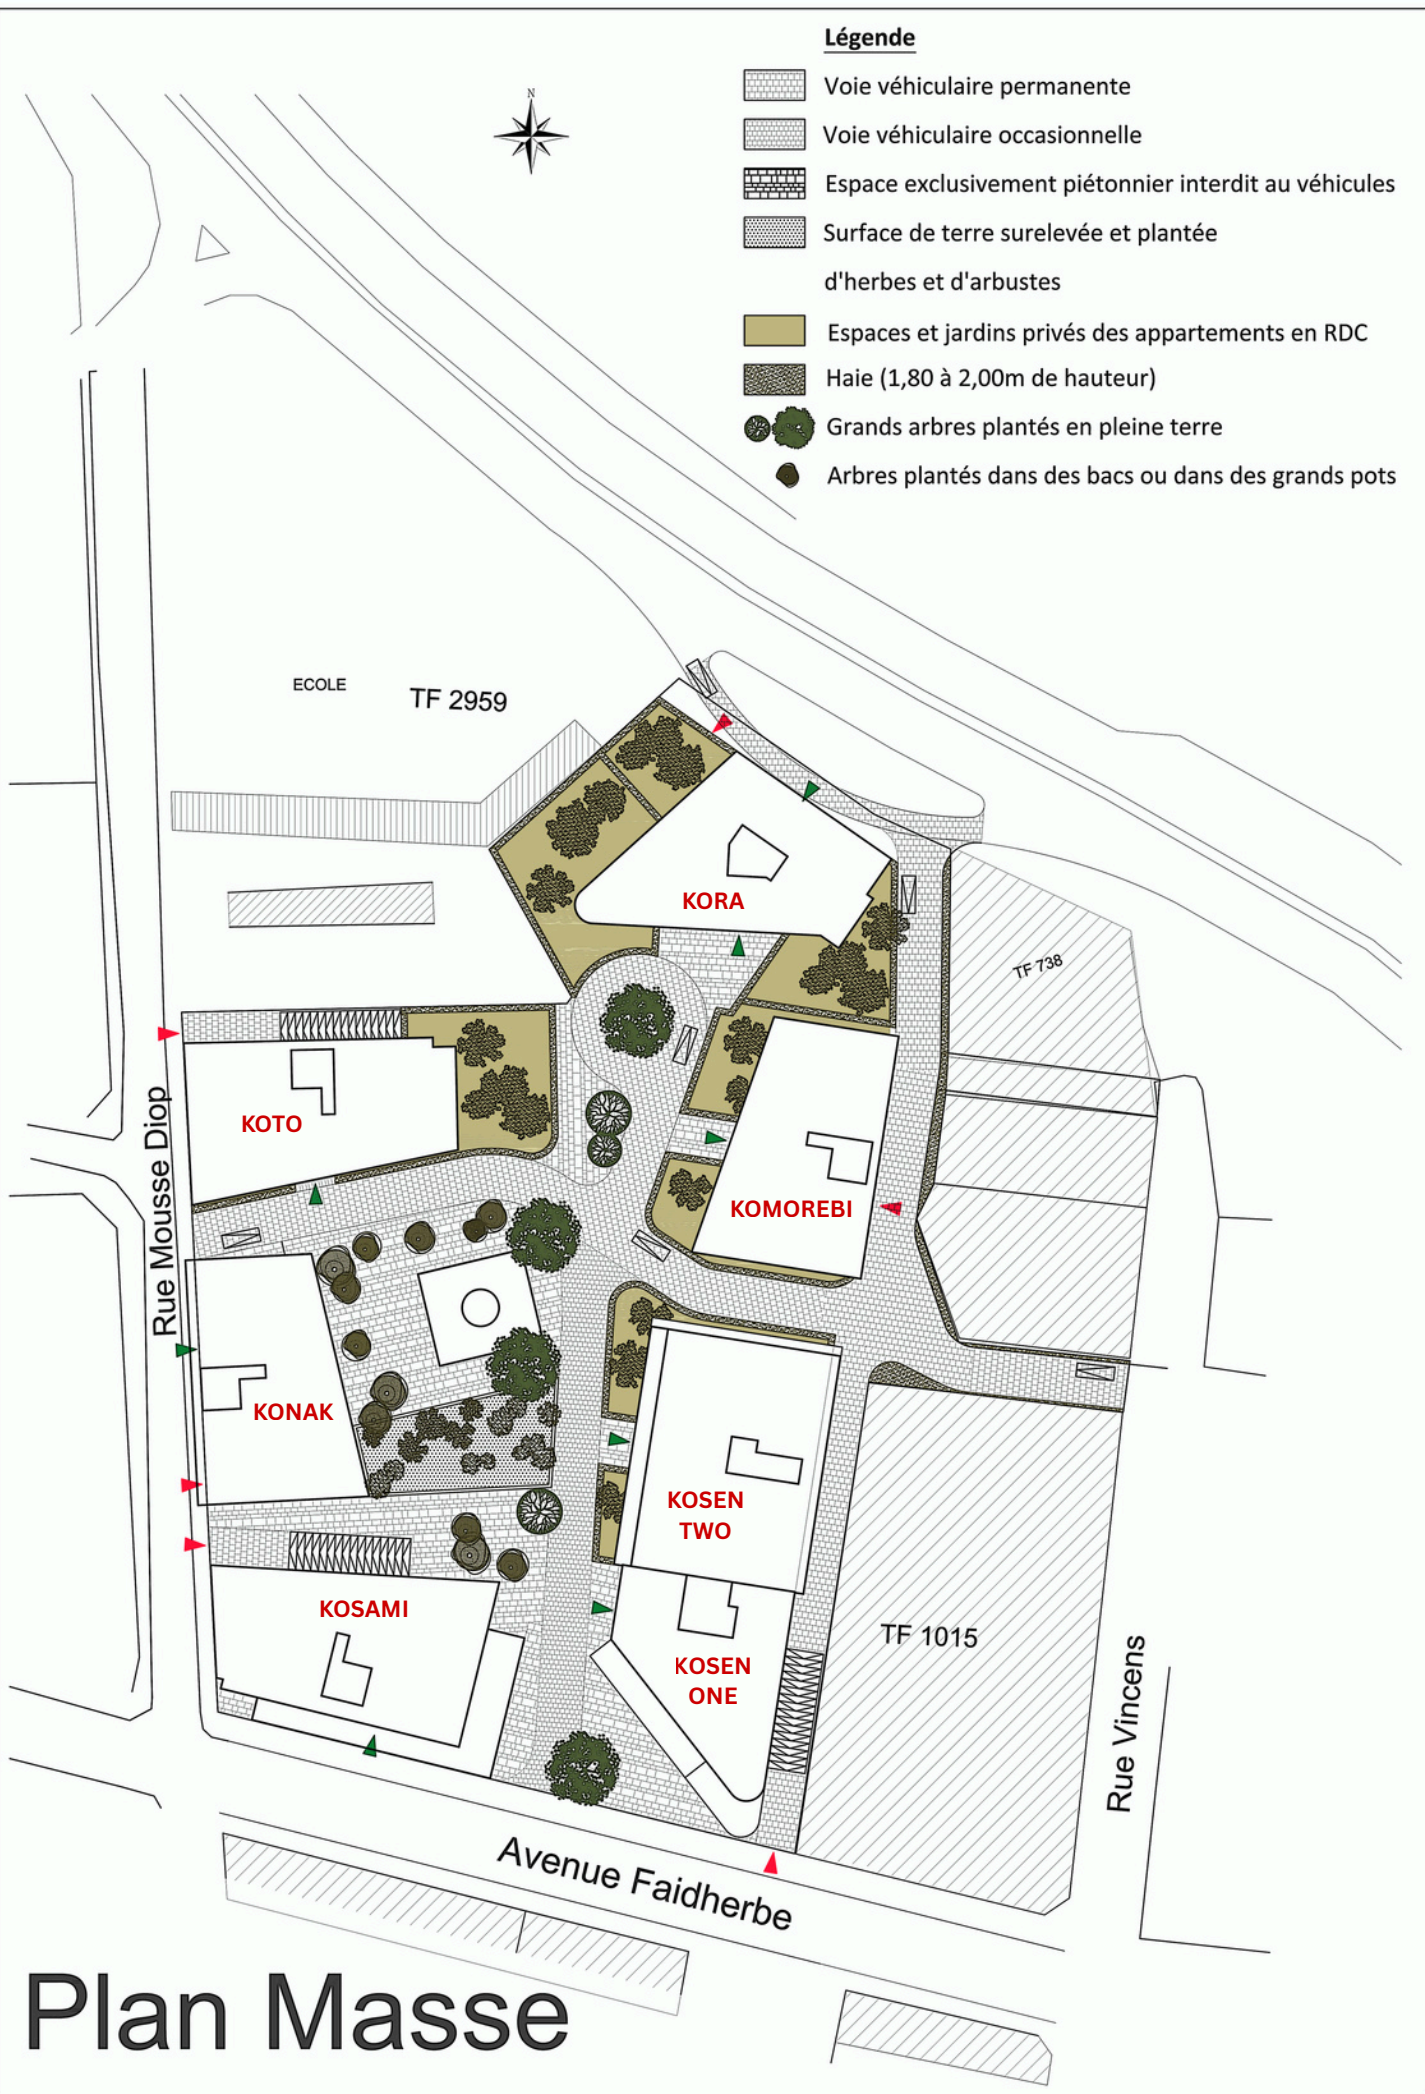 Légende
Voie véhiculaire permanente
Voie véhiculaire occasionnelle
Espace exclusivement piétonnier interdit au véhicules
Surface de terre surelevée et plantée
d'herbes et d'arbustes
Espaces et jardins privés des appartements en RDC
Haie (1,80 à 2,00m de hauteur)
Grands arbres plantés en pleine terre
Arbres plantés dans des bacs ou dans des grands pots
N
ECOLE
TF 2959
KORA
TF 738
KOTO
Rue Mousse Diop
KOMOREBI
KONAK
KOSEN
TWO
KOSAMI
KOSEN
ONE
TF 1015
Rue Vincens
Avenue Faidherbe
Plan Masse